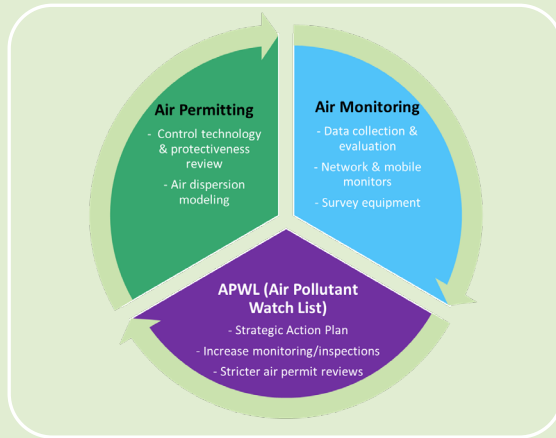 Air Permitting
- Control technology
& protectiveness
review
- Air dispersion
modeling
Air Monitoring
- Data collection &
evaluation
- Network & mobile
monitors
- Survey equipment
APWL (Air Pollutant
Watch List)
- Strategic Action Plan
- Increase monitoring/inspections
- Stricter air permit reviews